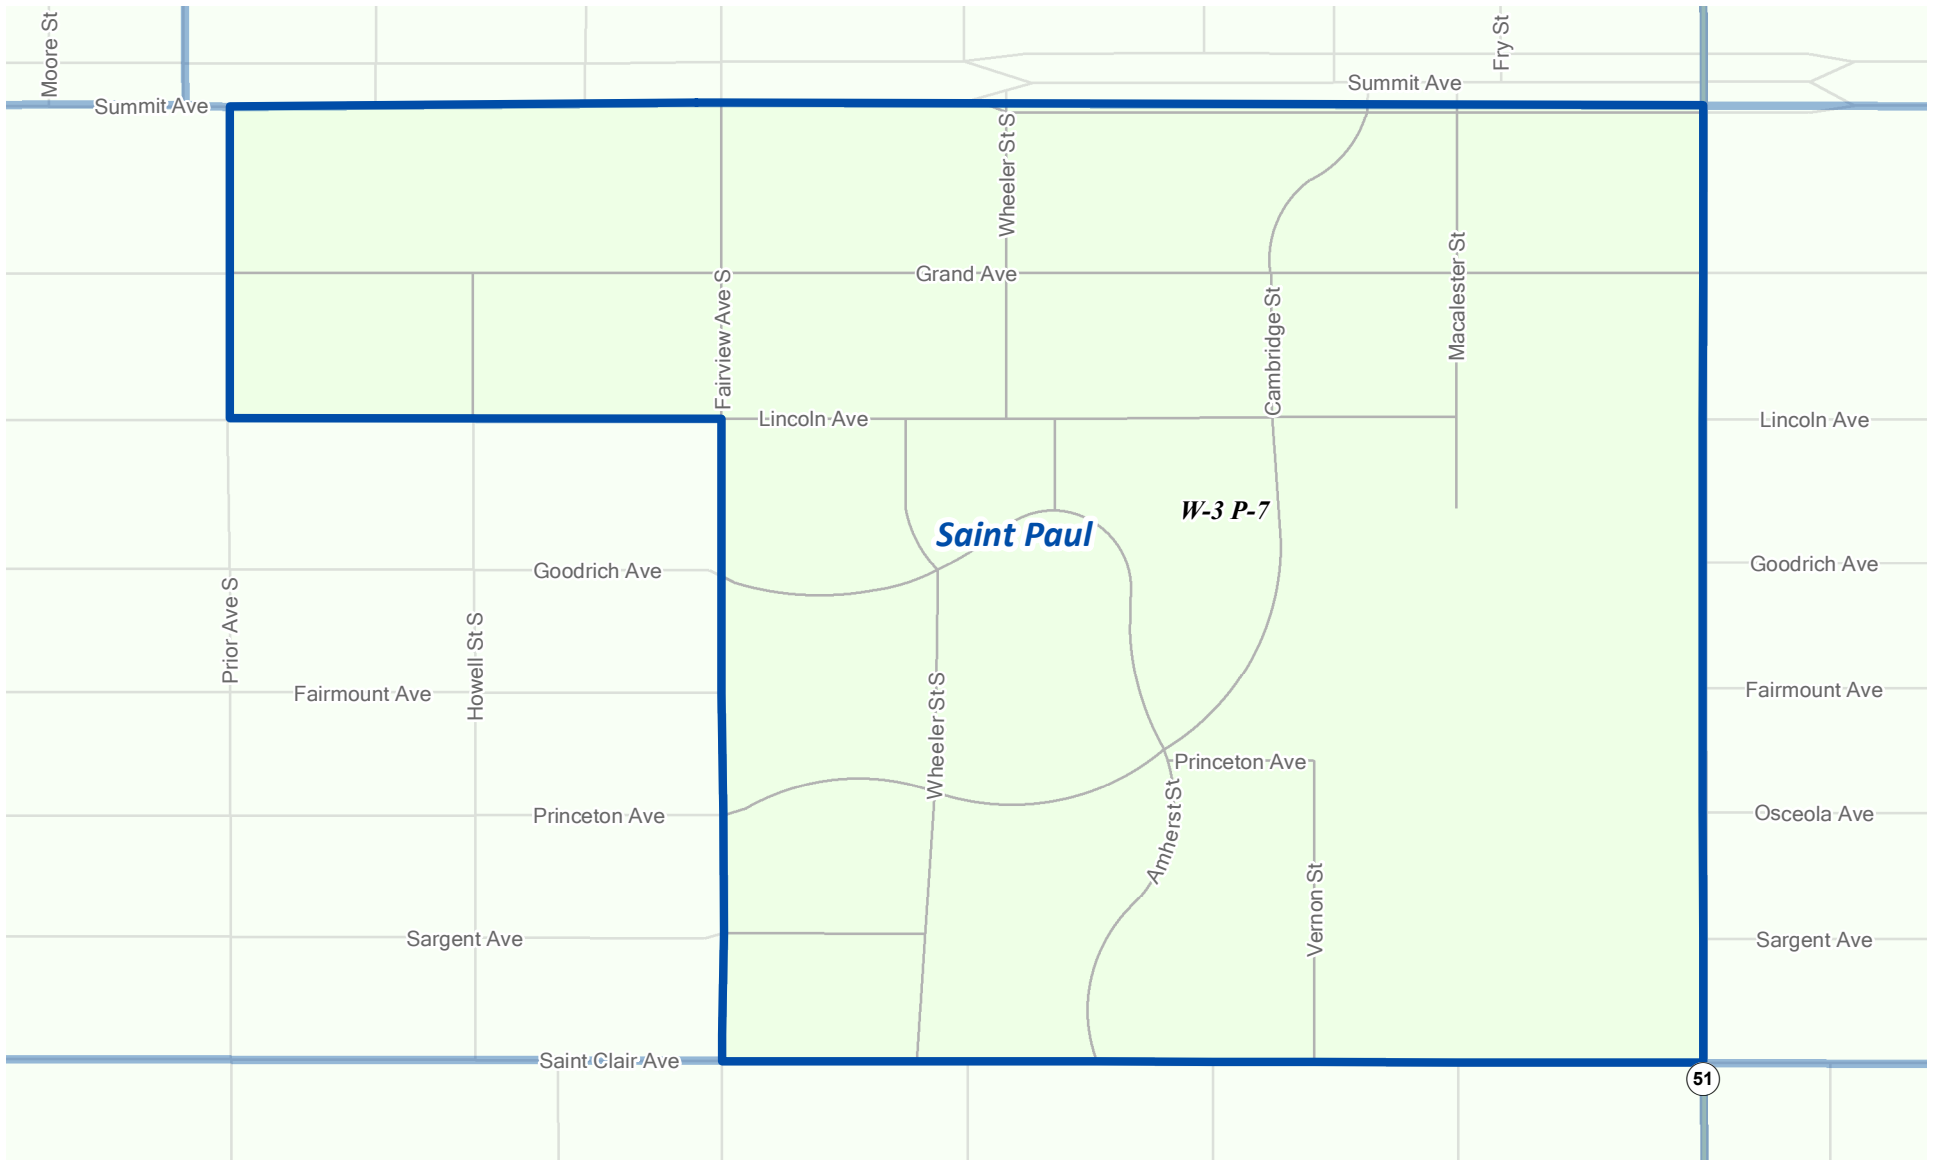 Moore St
Fry St
Summit Ave
Summit Ave
Wheeler St S
Grand Ave
Macalester St
Fairview Ave S
Cambridge St
Lincoln Ave
Lincoln Ave
W-3 P-7
Saint Paul
Goodrich Ave
Goodrich Ave
Prior Ave S
Howell St S
Fairmount Ave
Fairmount Ave
Wheeler St S
Princeton Ave
Princeton Ave
Osceola Ave
Amherst St
Vernon St
Sargent Ave
Sargent Ave
Saint Clair Ave
51